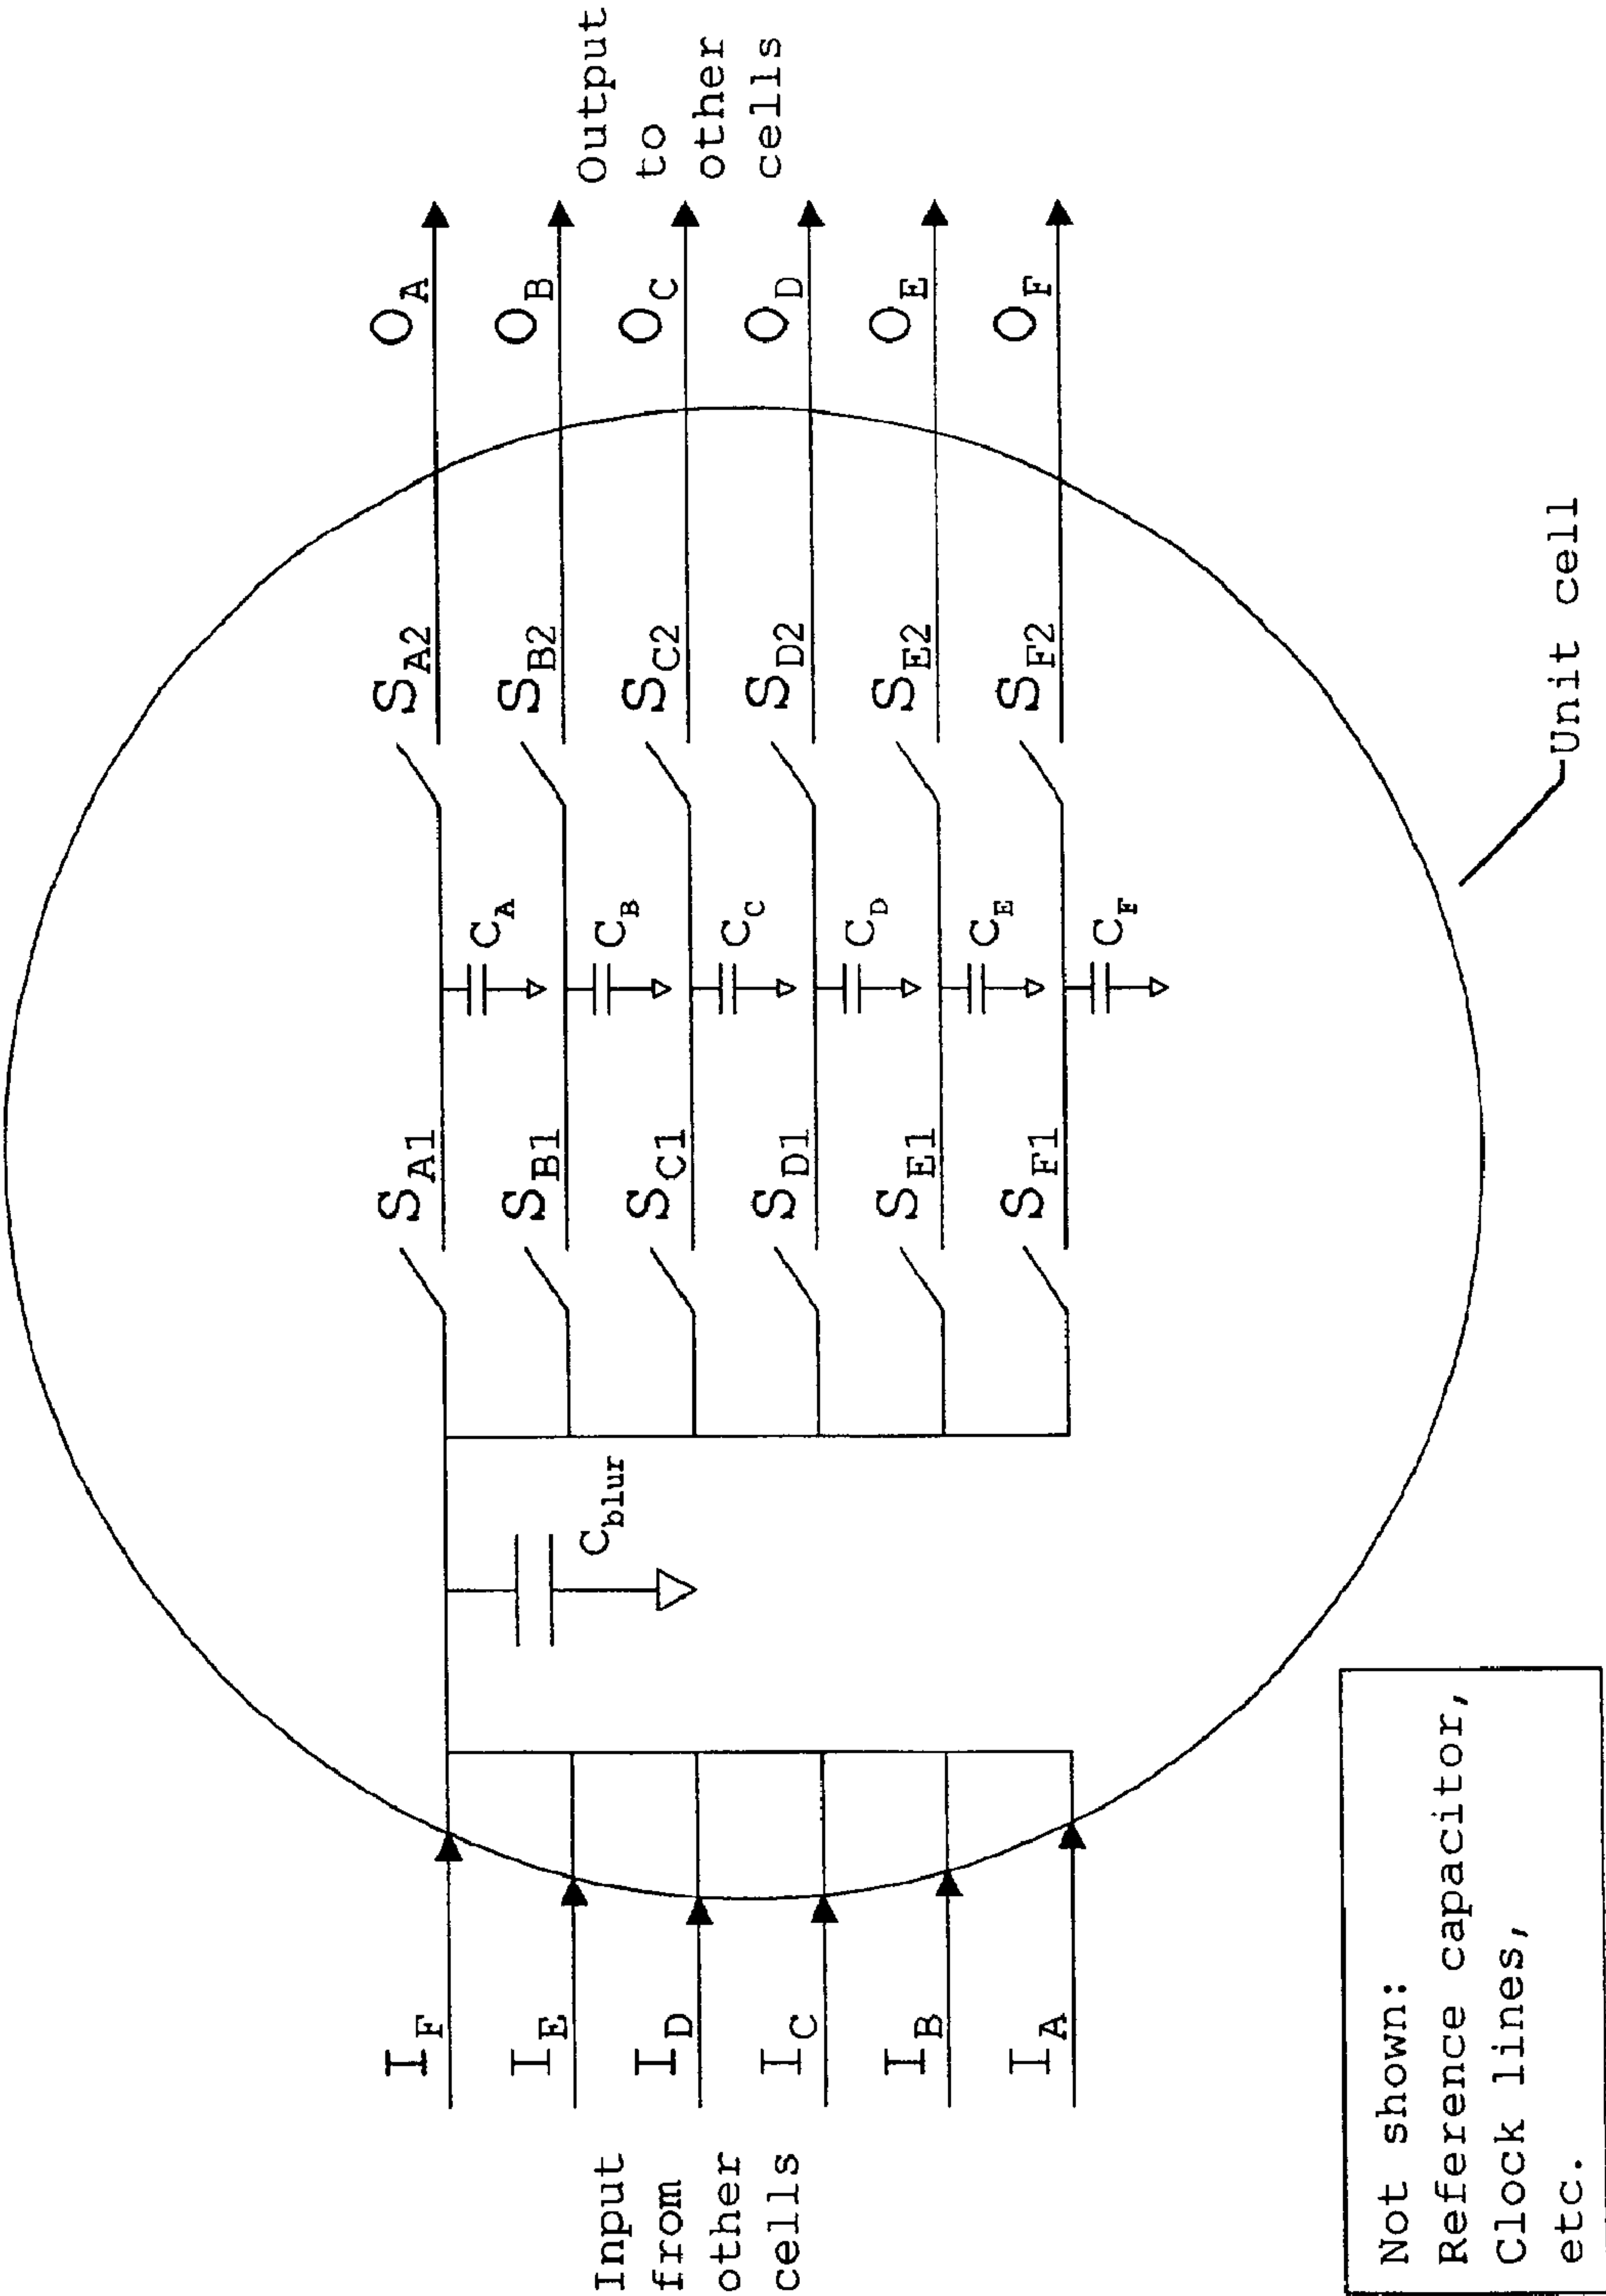 I_F
I_E
I_D
I_C
I_B
I_A
Input
from
other
cells
C_blur
S_A1
S_B1
S_C1
S_D1
S_E1
S_F1
C_A
C_B
C_C
C_D
C_E
C_F
S_A2
S_B2
S_C2
S_D2
S_E2
S_F2
O_A
O_B
O_C
O_D
O_E
O_F
Output
to
other
cells
Not shown:
Reference capacitor,
Clock lines,
etc.
Unit cell